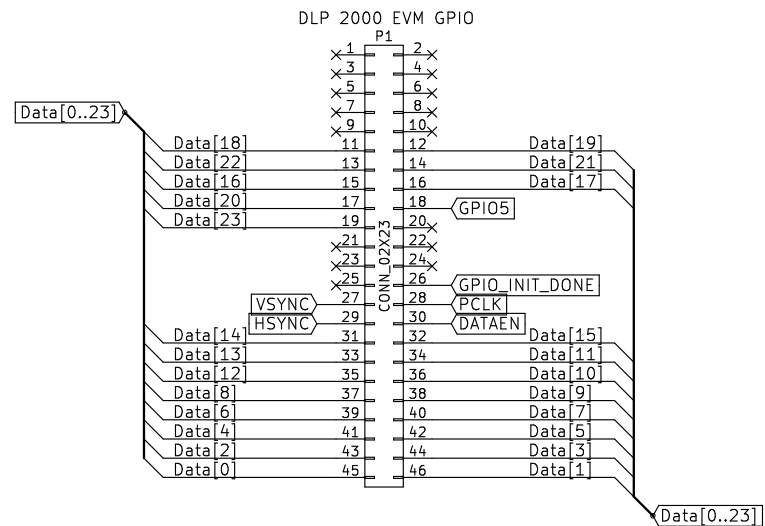 DLP 2000 EVM GPIO
P1
1 2
3 4
5 6
7 8
Data[0..23]
9 10
Data[18] 11 12 Data[19]
Data[22] 13 14 Data[21]
Data[16] 15 16 Data[17]
Data[20] 17 18 GPIO5
Data[23] 19 20
21 22
23 24
25 26 GPIO_INIT_DONE
CONN_02X23
VSYNC 27 28 PCLK
HSYNC 29 30 DATAEN
Data[14] 31 32 Data[15]
Data[13] 33 34 Data[11]
Data[12] 35 36 Data[10]
Data[8] 37 38 Data[9]
Data[6] 39 40 Data[7]
Data[4] 41 42 Data[5]
Data[2] 43 44 Data[3]
Data[0] 45 46 Data[1]
Data[0..23]